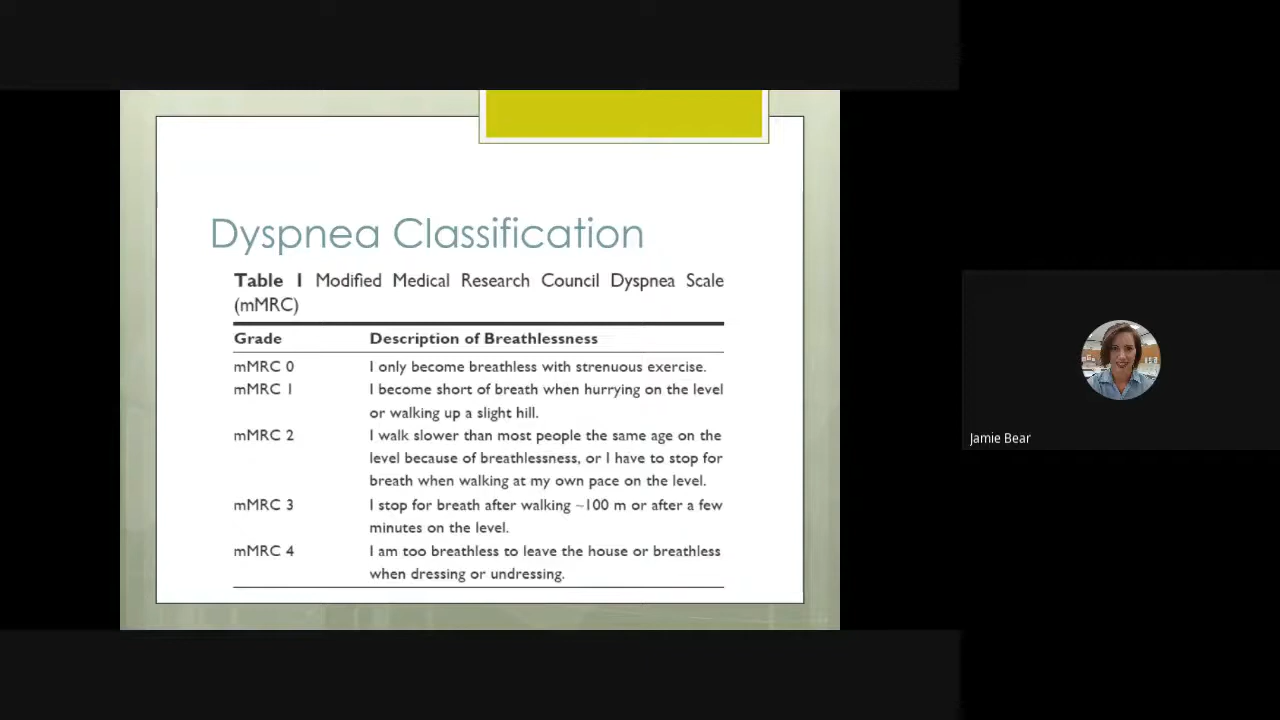 Dyspnea Classification
Table 1 Modified Medical Research Council Dyspnea Scale
(mMRC)
Grade Description of Breathlessness
mMRC 0 I only become breathless with strenuous exercise.
mMRC 1 I become short of breath when hurrying on the level
or walking up a slight hill.
mMRC 2 I walk slower than most people the same age on the
level because of breathlessness, or I have to stop for
breath when walking at my own pace on the level.
mMRC 3 I stop for breath after walking ~100 m or after a few
minutes on the level.
mMRC 4 I am too breathless to leave the house or breathless
when dressing or undressing.
Jamie Bear